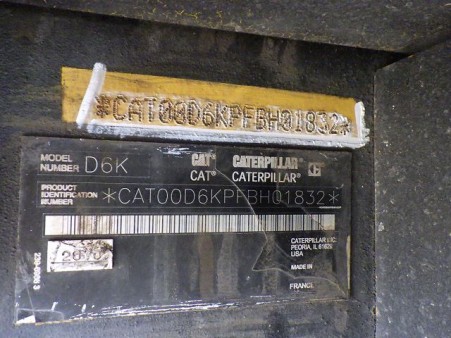 *CAT00D6KPFBH01832*
MODEL NUMBER D6K CAT CATERPILLAR CE
CAT® CATERPILLAR®
PRODUCT IDENTIFICATION NUMBER *CAT00D6KPFBH01832*
CATERPILLAR INC
PEORIA, IL 61629
USA
MADE IN
FRANCE